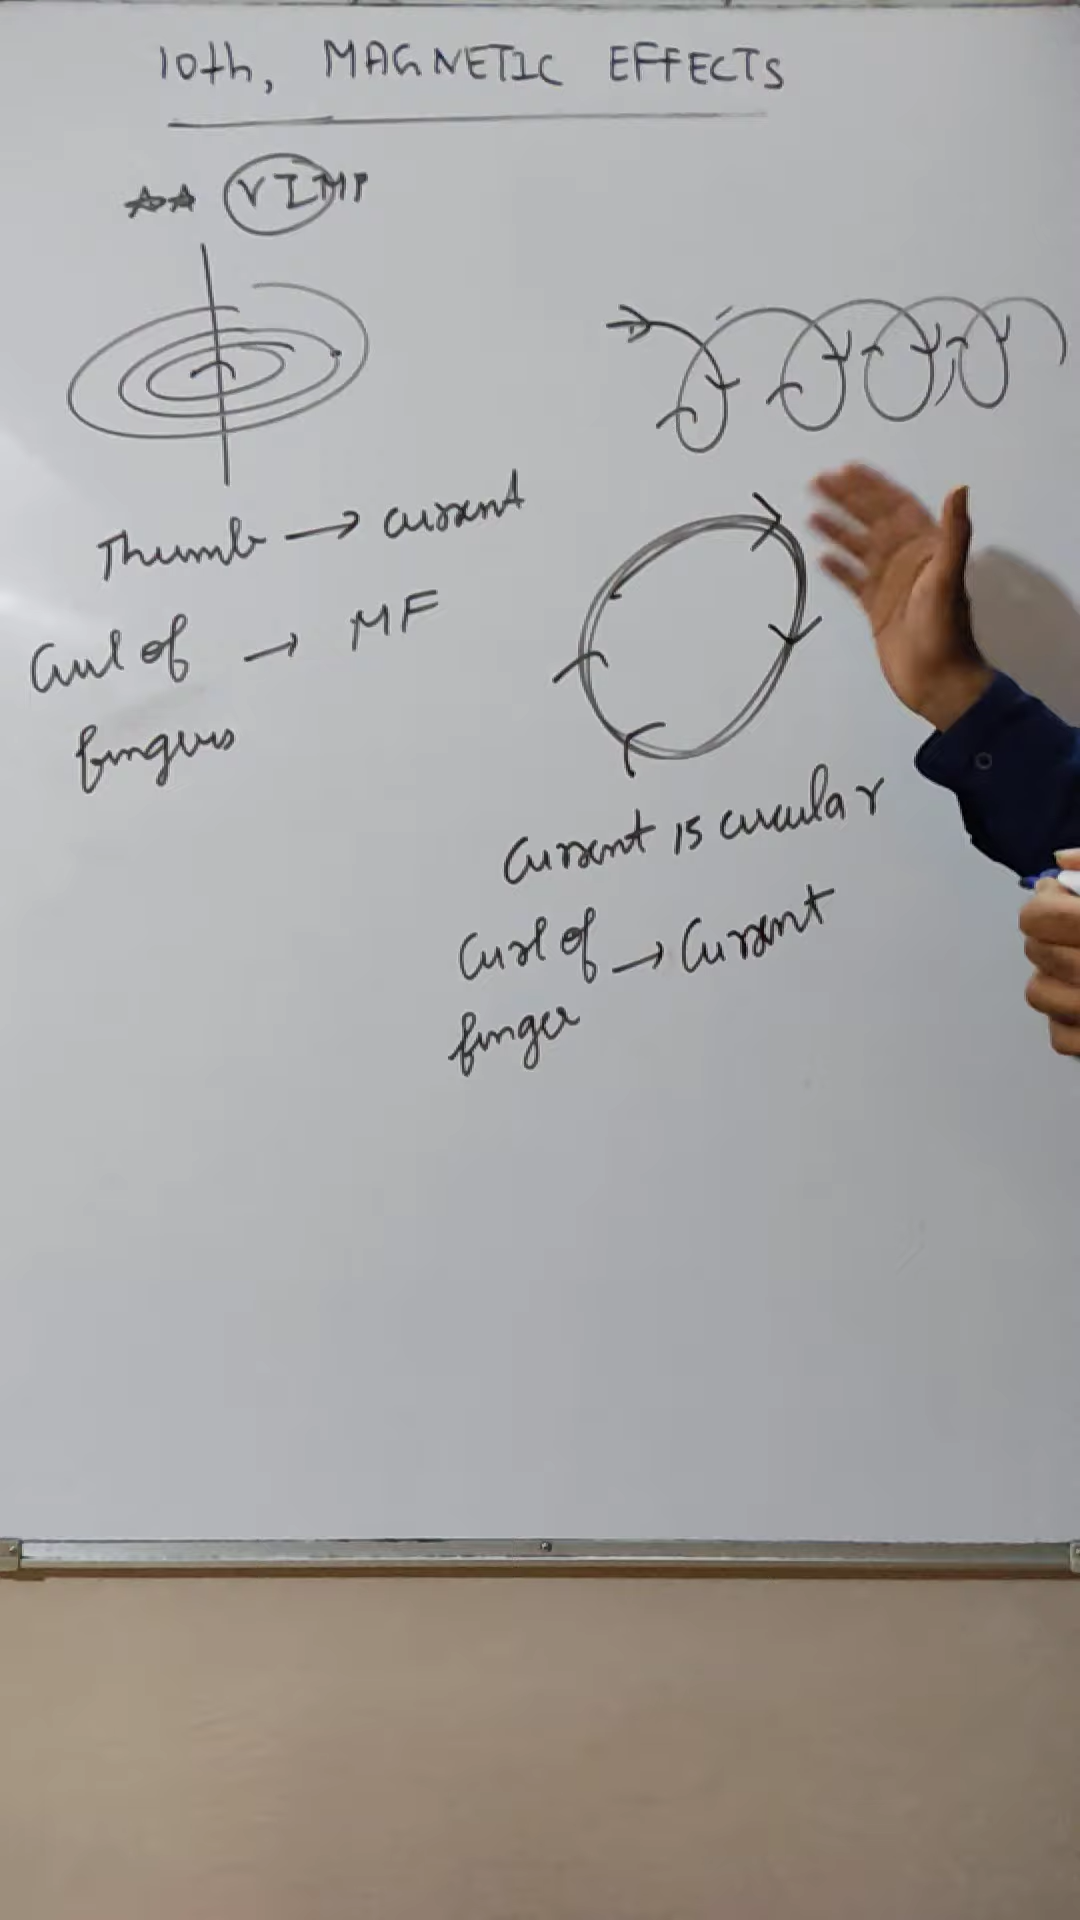 10th, MAGNETIC EFFECTS
VIMP
Thumb → current
Curl of → MF
fingers
Current is circular
Curl of → Current
finger